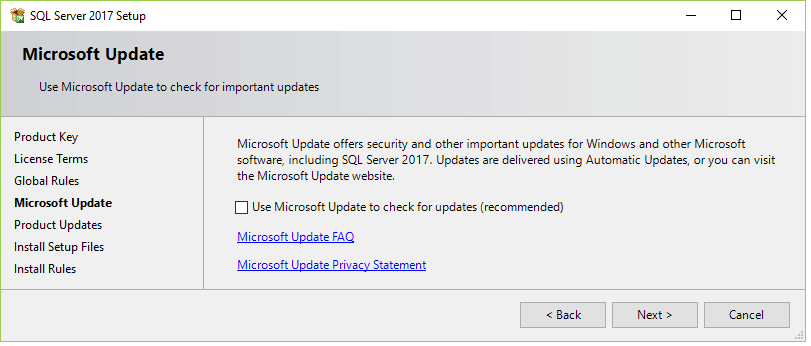 SQL Server 2017 Setup
Microsoft Update
Use Microsoft Update to check for important updates
Product Key
License Terms
Global Rules
Microsoft Update
Product Updates
Install Setup Files
Install Rules
Microsoft Update offers security and other important updates for Windows and other Microsoft
software, including SQL Server 2017. Updates are delivered using Automatic Updates, or you can visit
the Microsoft Update website.
Use Microsoft Update to check for updates (recommended)
Microsoft Update FAQ
Microsoft Update Privacy Statement
< Back
Next >
Cancel